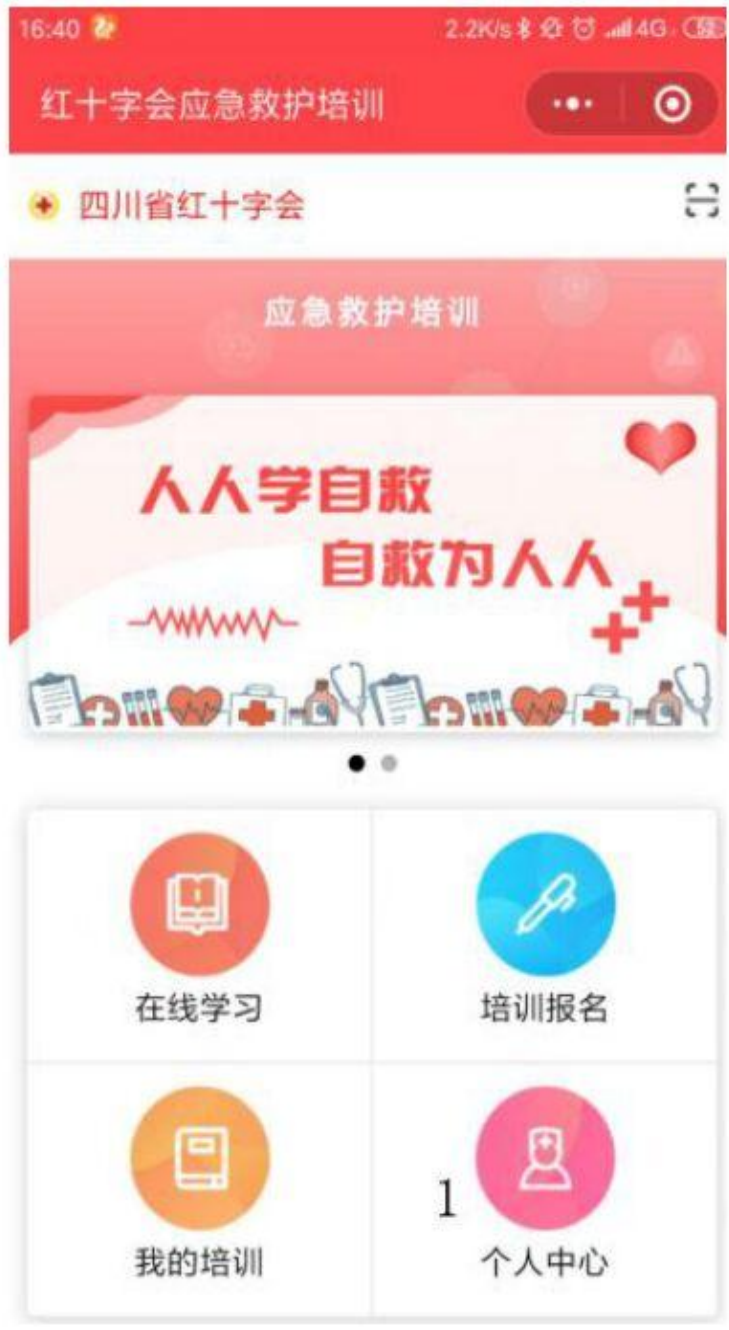 16:40 2.2K/s 4G
红十字会应急救护培训
四川省红十字会
应急救护培训
人人学自救
自救为人人
在线学习 培训报名
1
我的培训 个人中心